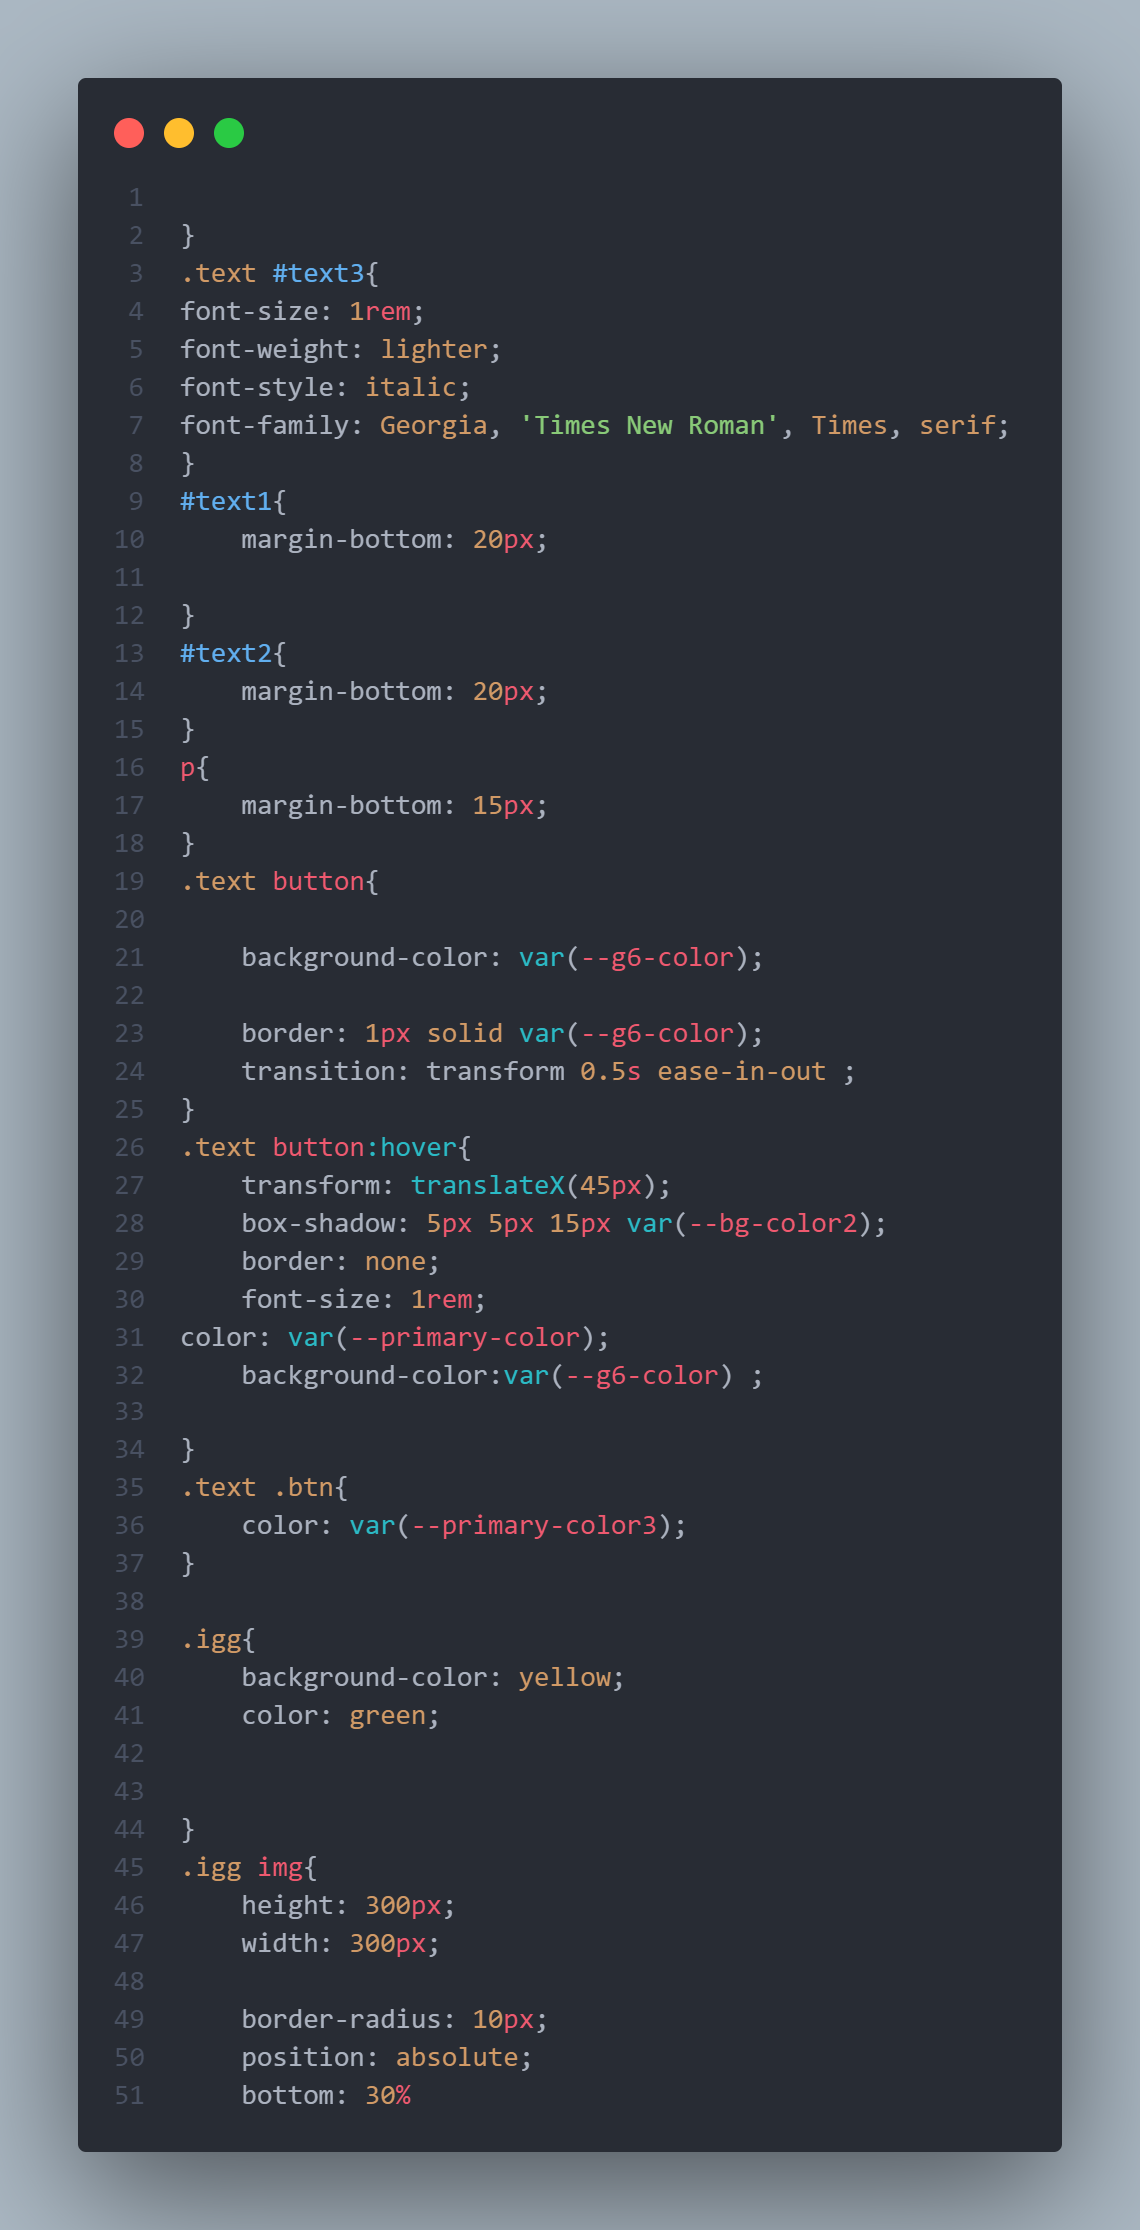 1
2 }
3 .text #text3{
4 font-size: 1rem;
5 font-weight: lighter;
6 font-style: italic;
7 font-family: Georgia, 'Times New Roman', Times, serif;
8 }
9 #text1{
10     margin-bottom: 20px;
11
12 }
13 #text2{
14     margin-bottom: 20px;
15 }
16 p{
17     margin-bottom: 15px;
18 }
19 .text button{
20
21     background-color: var(--g6-color);
22
23     border: 1px solid var(--g6-color);
24     transition: transform 0.5s ease-in-out ;
25 }
26 .text button:hover{
27     transform: translateX(45px);
28     box-shadow: 5px 5px 15px var(--bg-color2);
29     border: none;
30     font-size: 1rem;
31 color: var(--primary-color);
32     background-color:var(--g6-color) ;
33
34 }
35 .text .btn{
36     color: var(--primary-color3);
37 }
38
39 .igg{
40     background-color: yellow;
41     color: green;
42
43
44 }
45 .igg img{
46     height: 300px;
47     width: 300px;
48
49     border-radius: 10px;
50     position: absolute;
51     bottom: 30%